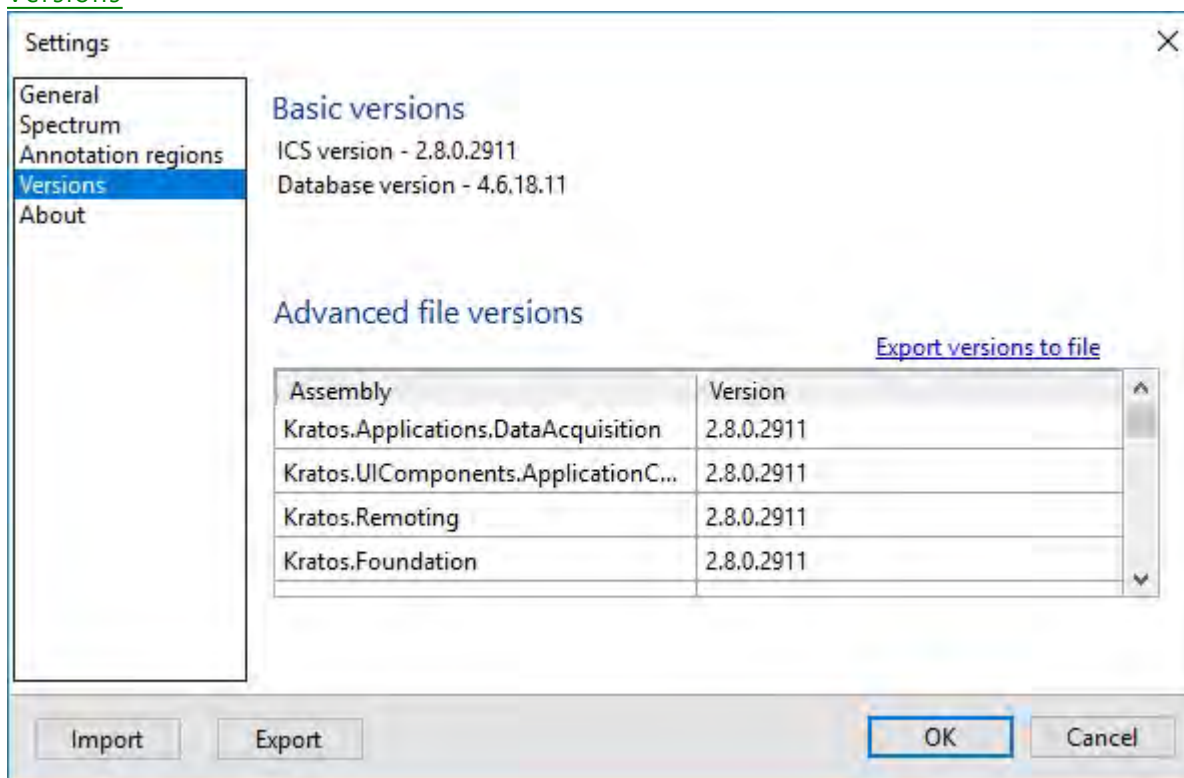 Versions
Settings
General
Spectrum
Annotation regions
Versions
About
Basic versions
ICS version - 2.8.0.2911
Database version - 4.6.18.11
Advanced file versions
Export versions to file
Assembly Version
Kratos.Applications.DataAcquisition 2.8.0.2911
Kratos.UIComponents.ApplicationC... 2.8.0.2911
Kratos.Remoting 2.8.0.2911
Kratos.Foundation 2.8.0.2911
Import Export OK Cancel